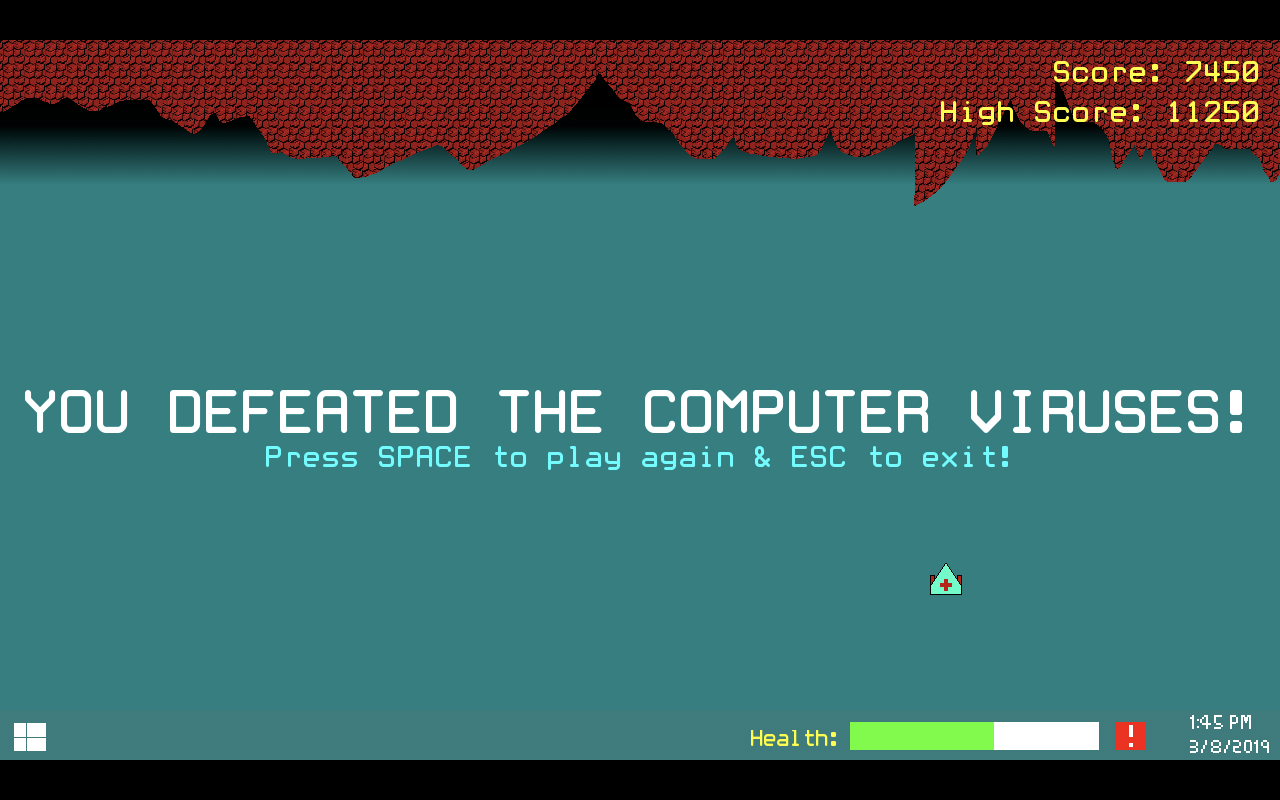 Score: 7450
High Score: 11250
YOU DEFEATED THE COMPUTER VIRUSES!
Press SPACE to play again & ESC to exit!
Health:
!
1:45 PM
3/8/2019